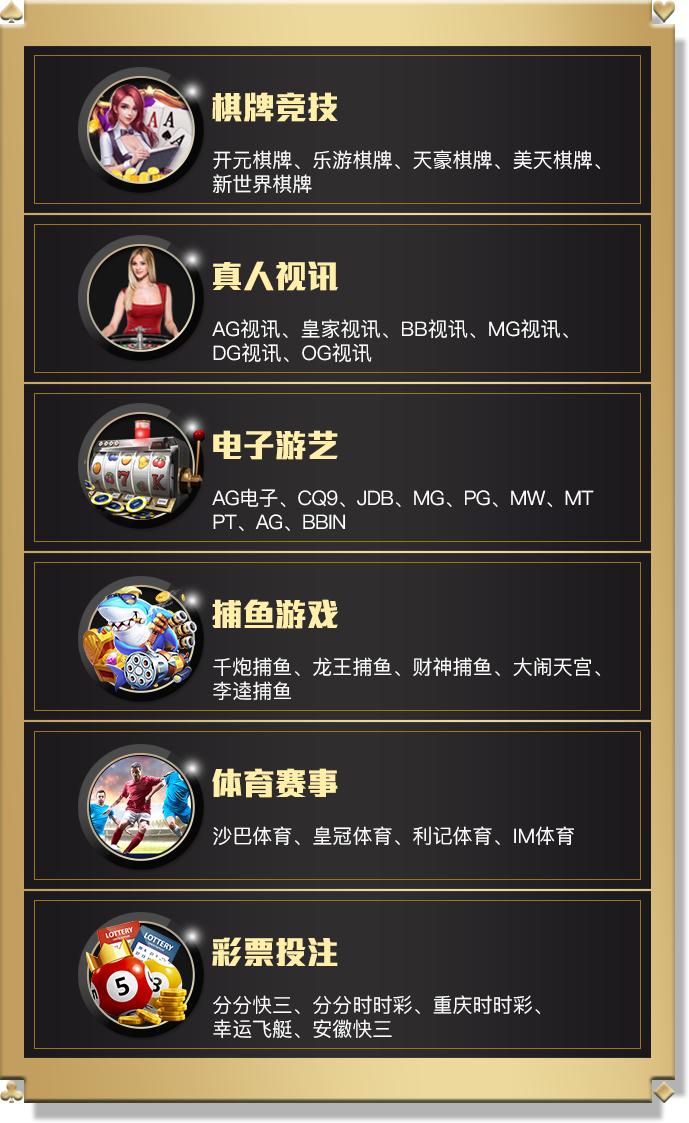 棋牌竞技
开元棋牌、乐游棋牌、天豪棋牌、美天棋牌、
新世界棋牌
真人视讯
AG视讯、皇家视讯、BB视讯、MG视讯、
DG视讯、OG视讯
电子游艺
AG电子、CQ9、JDB、MG、PG、MW、MT
PT、AG、BBIN
捕鱼游戏
千炮捕鱼、龙王捕鱼、财神捕鱼、大闹天宫、
李逵捕鱼
体育赛事
沙巴体育、皇冠体育、利记体育、IM体育
彩票投注
LOTTERY
LOTTERY
5
3
分分快三、分分时时彩、重庆时时彩、
幸运飞艇、安徽快三